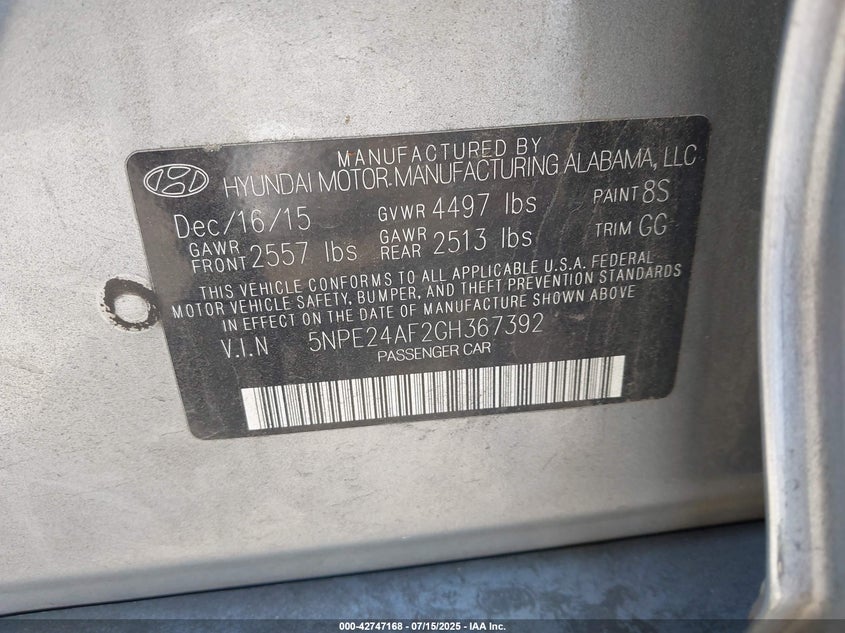 MANUFACTURED BY
HYUNDAI MOTOR MANUFACTURING ALABAMA, LLC
Dec/16/15 GVWR 4497 lbs PAINT 8S
GAWR FRONT 2557 lbs GAWR REAR 2513 lbs TRIM GG
THIS VEHICLE CONFORMS TO ALL APPLICABLE U.S.A. FEDERAL
MOTOR VEHICLE SAFETY, BUMPER, AND THEFT PREVENTION STANDARDS
IN EFFECT ON THE DATE OF MANUFACTURE SHOWN ABOVE
V.I.N 5NPE24AF2GH367392
PASSENGER CAR
000-42747168 - 07/15/2025 - IAA Inc.